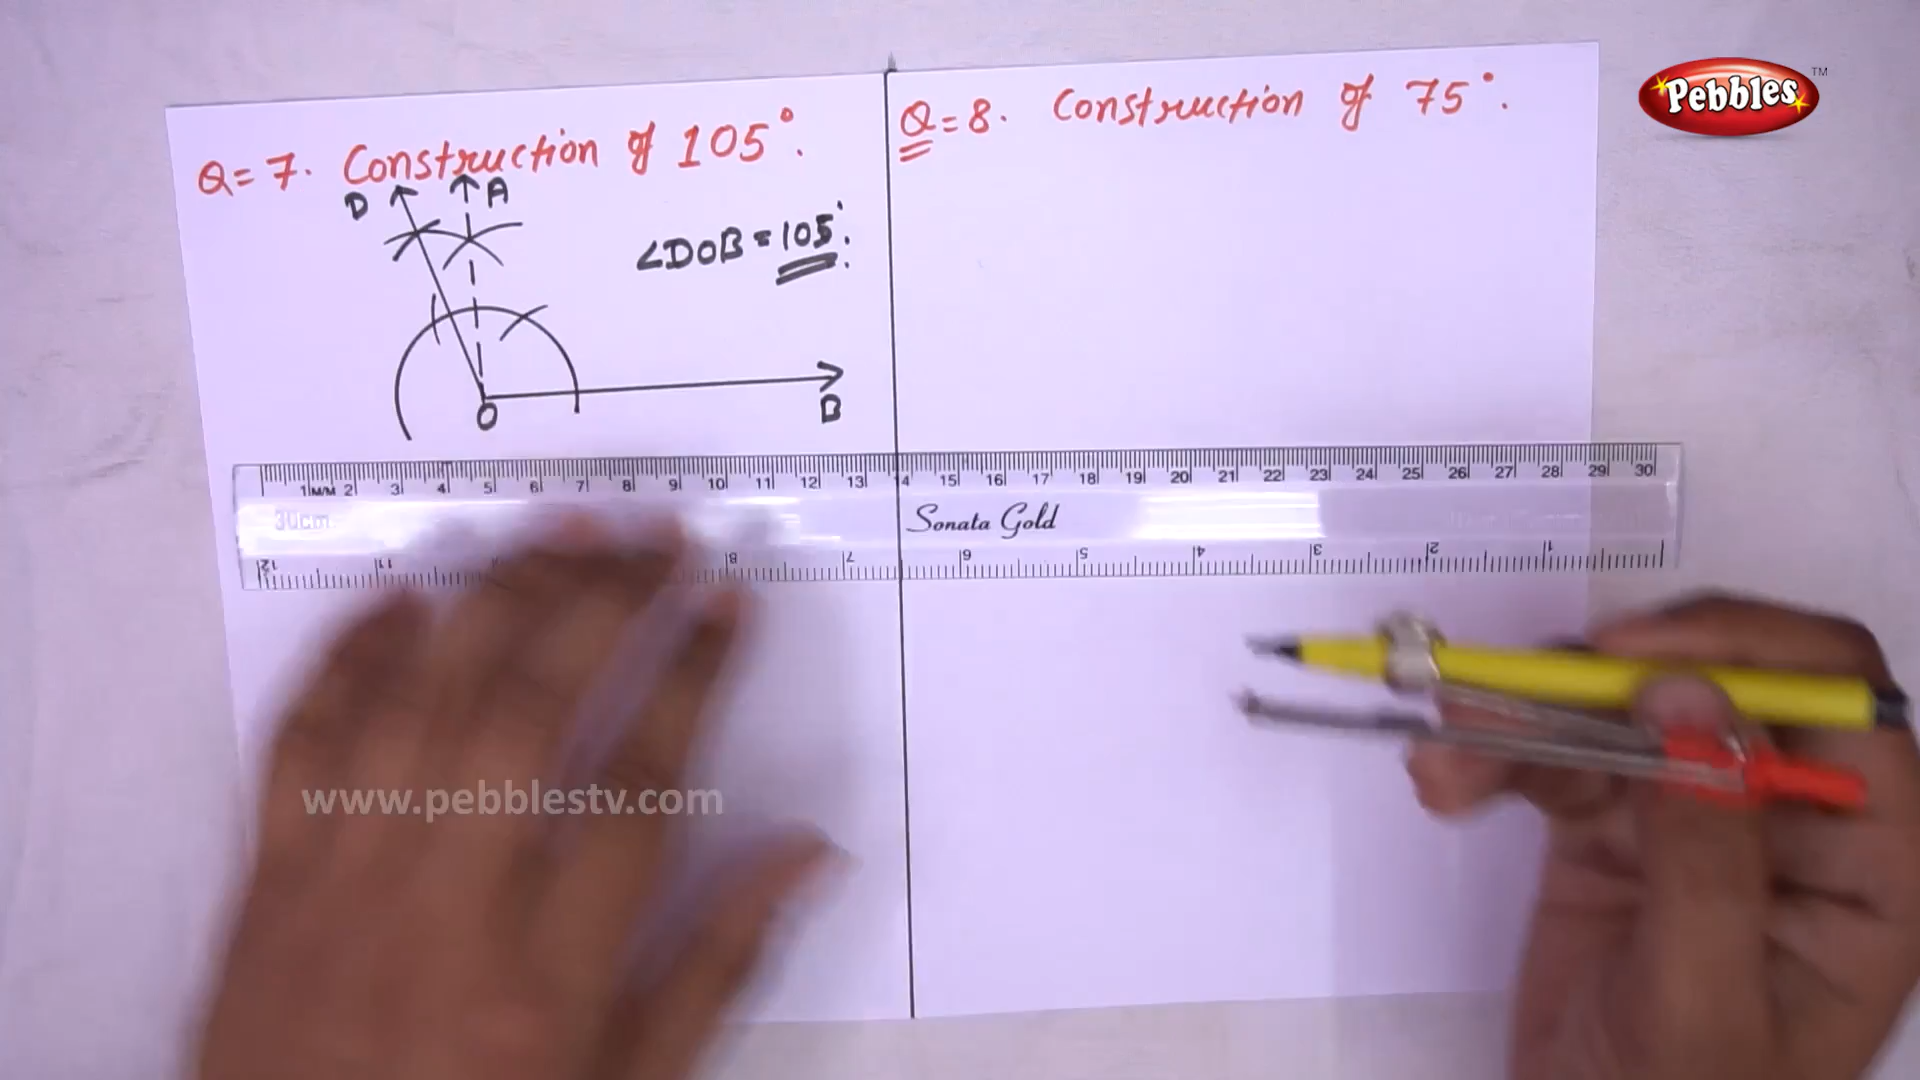 Q=7. Construction of 105°.
D A
∠DOB = 105°.
O B
Q=8. Construction of 75°.
Pebbles™
1 M/M 2 3 4 5 6 7 8 9 10 11 12 13 14 15 16 17 18 19 20 21 22 23 24 25 26 27 28 29 30
30cm.
Sonata Gold
12 11 8 7 6 5 4 3 2 1
www.pebblestv.com